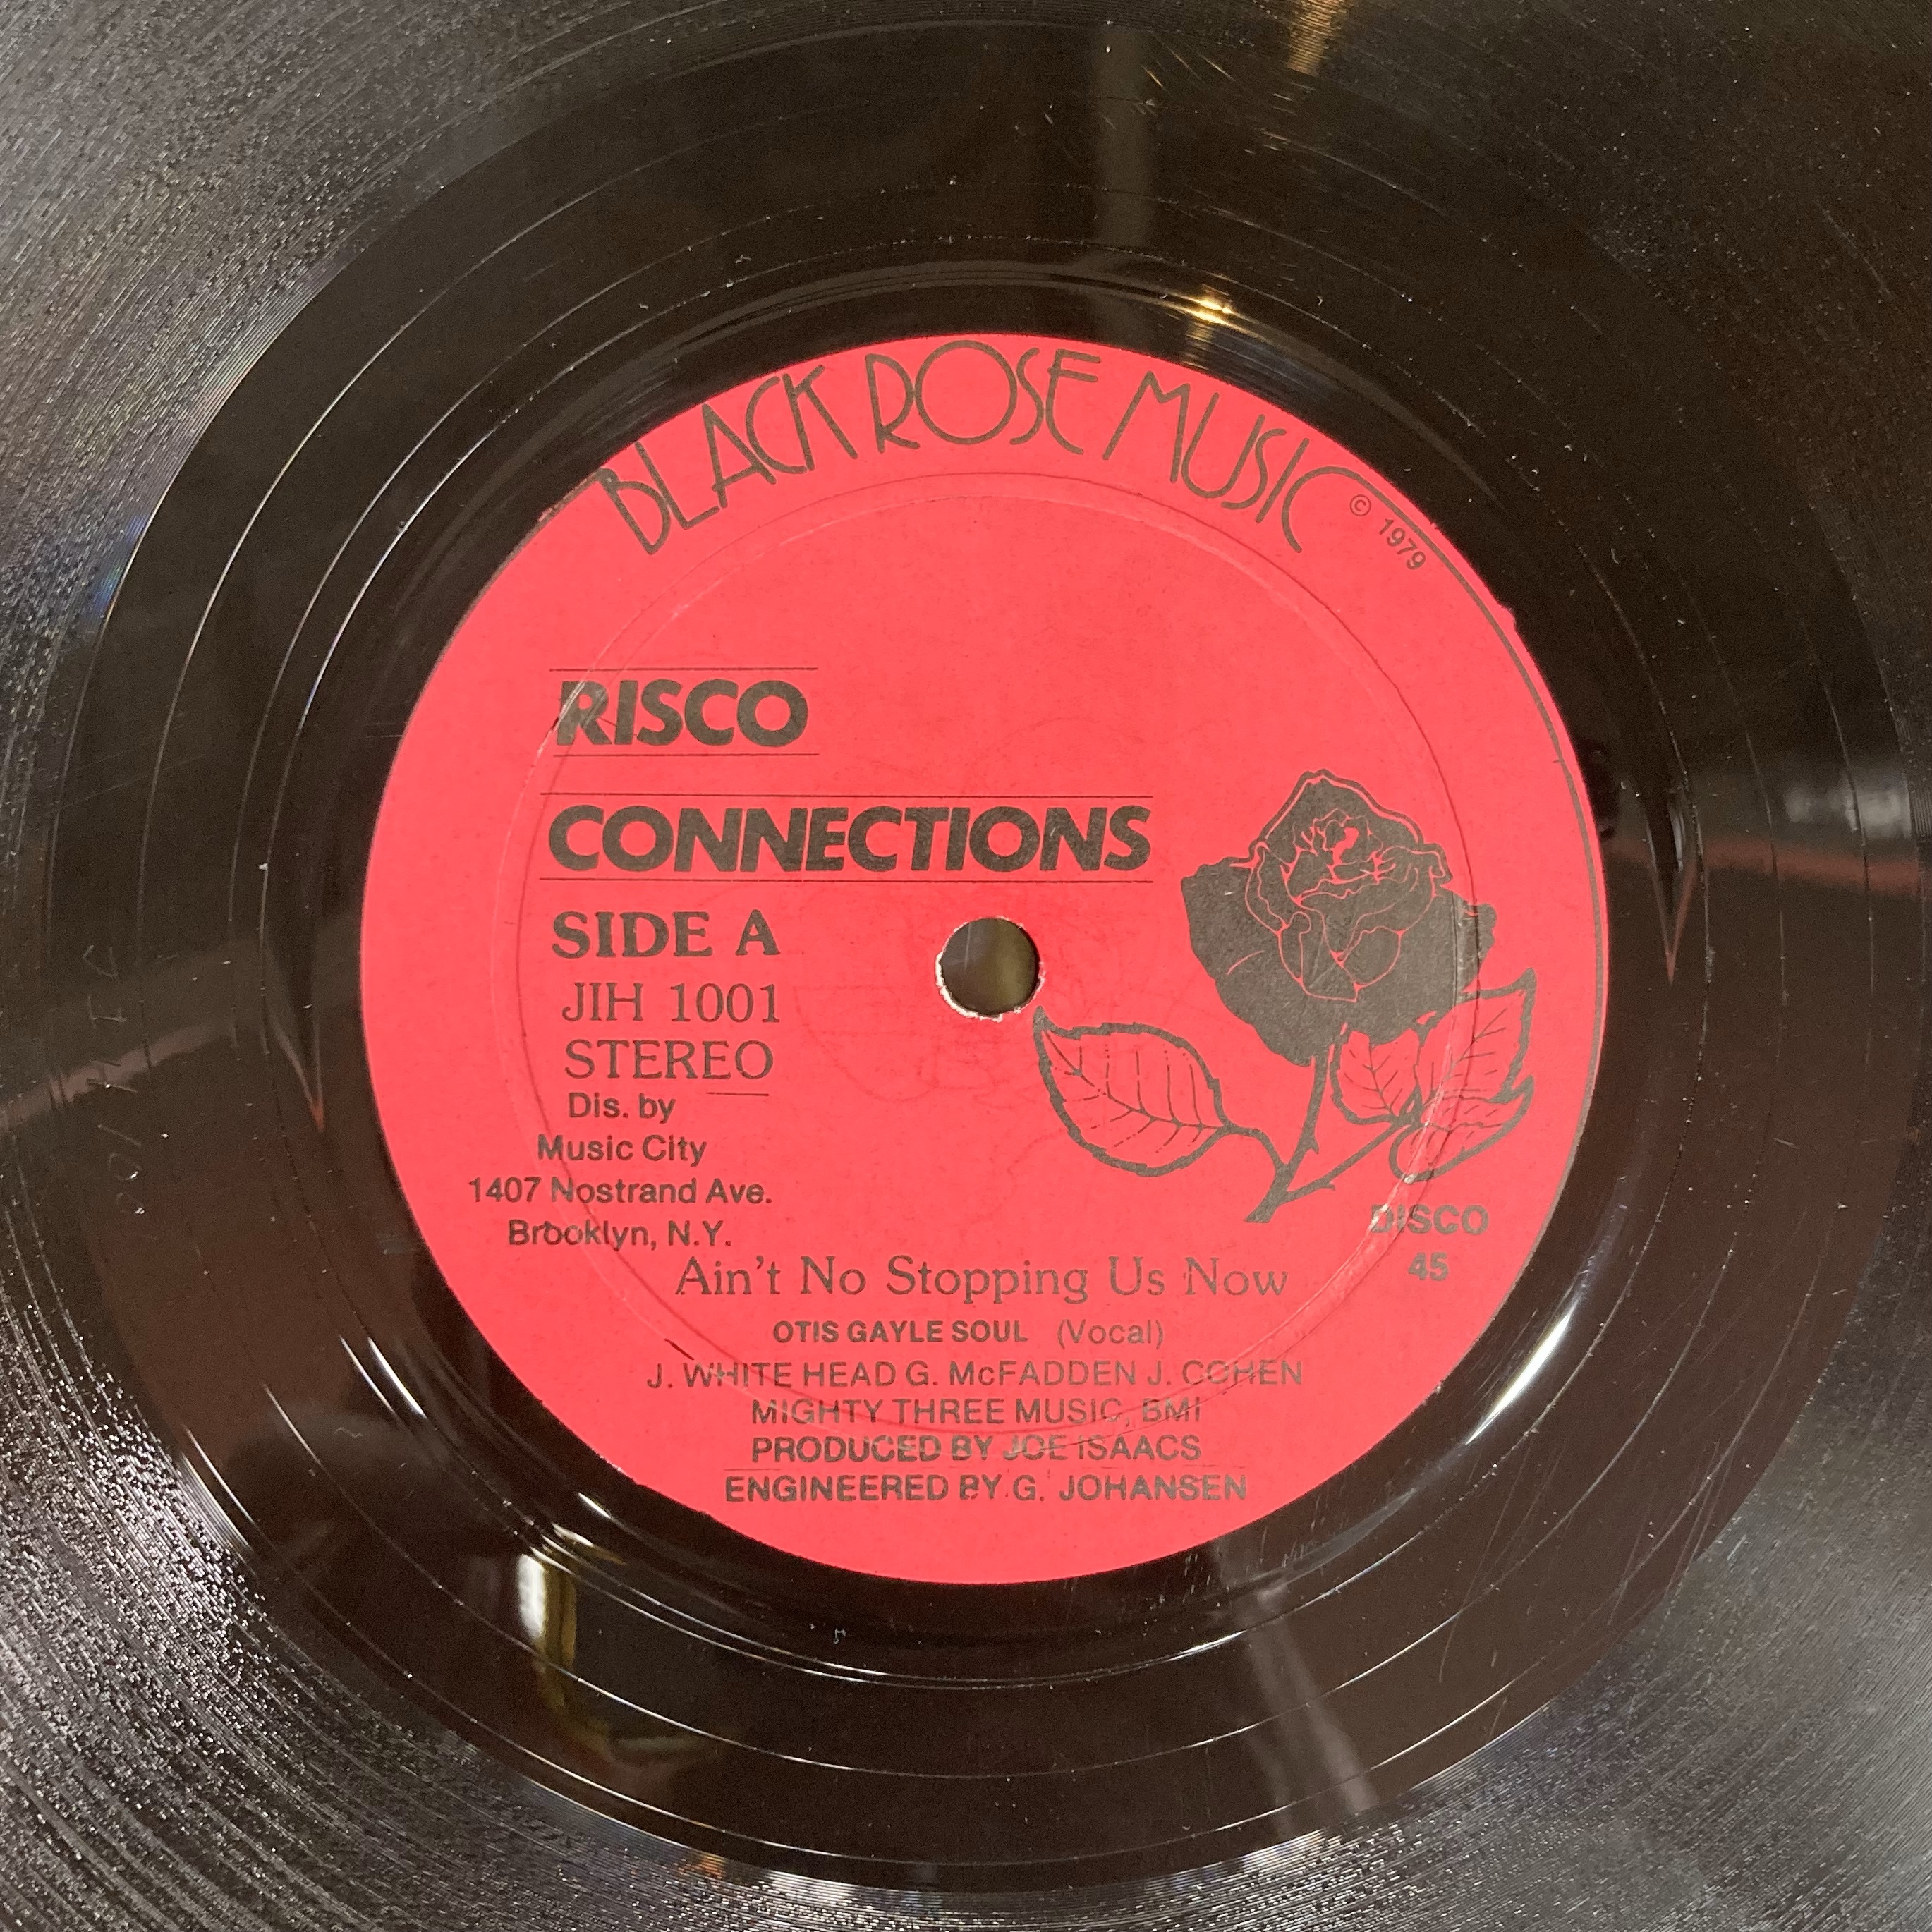 BLACK ROSE MUSIC
© 1979
RISCO
CONNECTIONS
SIDE A
JIH 1001
STEREO
Dis. by
Music City
1407 Nostrand Ave.
Brooklyn, N.Y.
DISCO
45
Ain't No Stopping Us Now
OTIS GAYLE SOUL (Vocal)
J. WHITE HEAD G. McFADDEN J. COHEN
MIGHTY THREE MUSIC, BMI
PRODUCED BY JOE ISAACS
ENGINEERED BY G. JOHANSEN